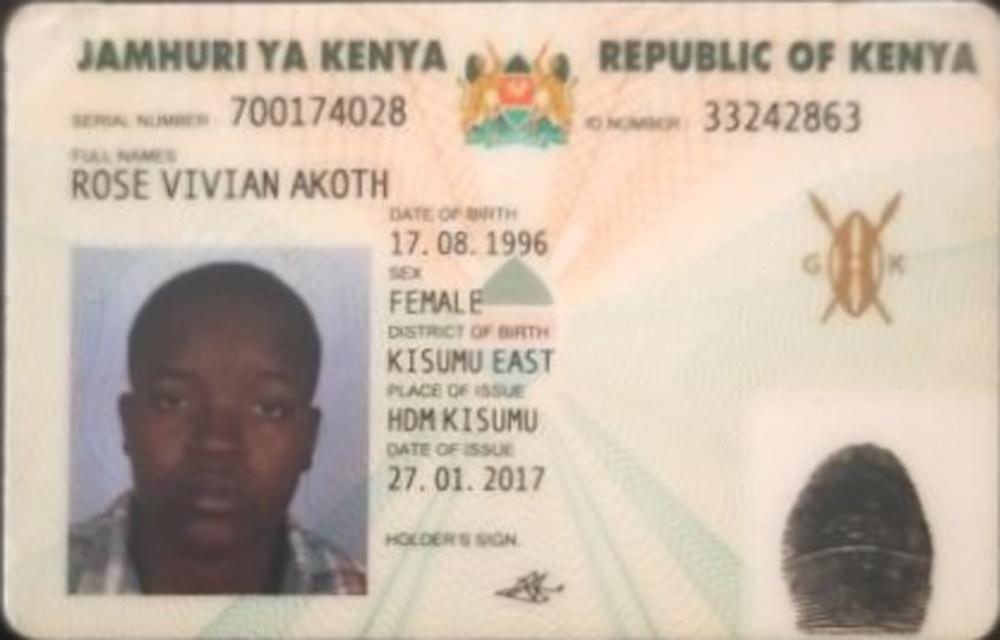 JAMHURI YA KENYA REPUBLIC OF KENYA
SERIAL NUMBER: 700174028 ID NUMBER: 33242863
FULL NAMES
ROSE VIVIAN AKOTH
DATE OF BIRTH
17.08.1996
SEX
FEMALE
DISTRICT OF BIRTH
KISUMU EAST
PLACE OF ISSUE
HDM KISUMU
DATE OF ISSUE
27.01.2017
HOLDER'S SIGN.
G K